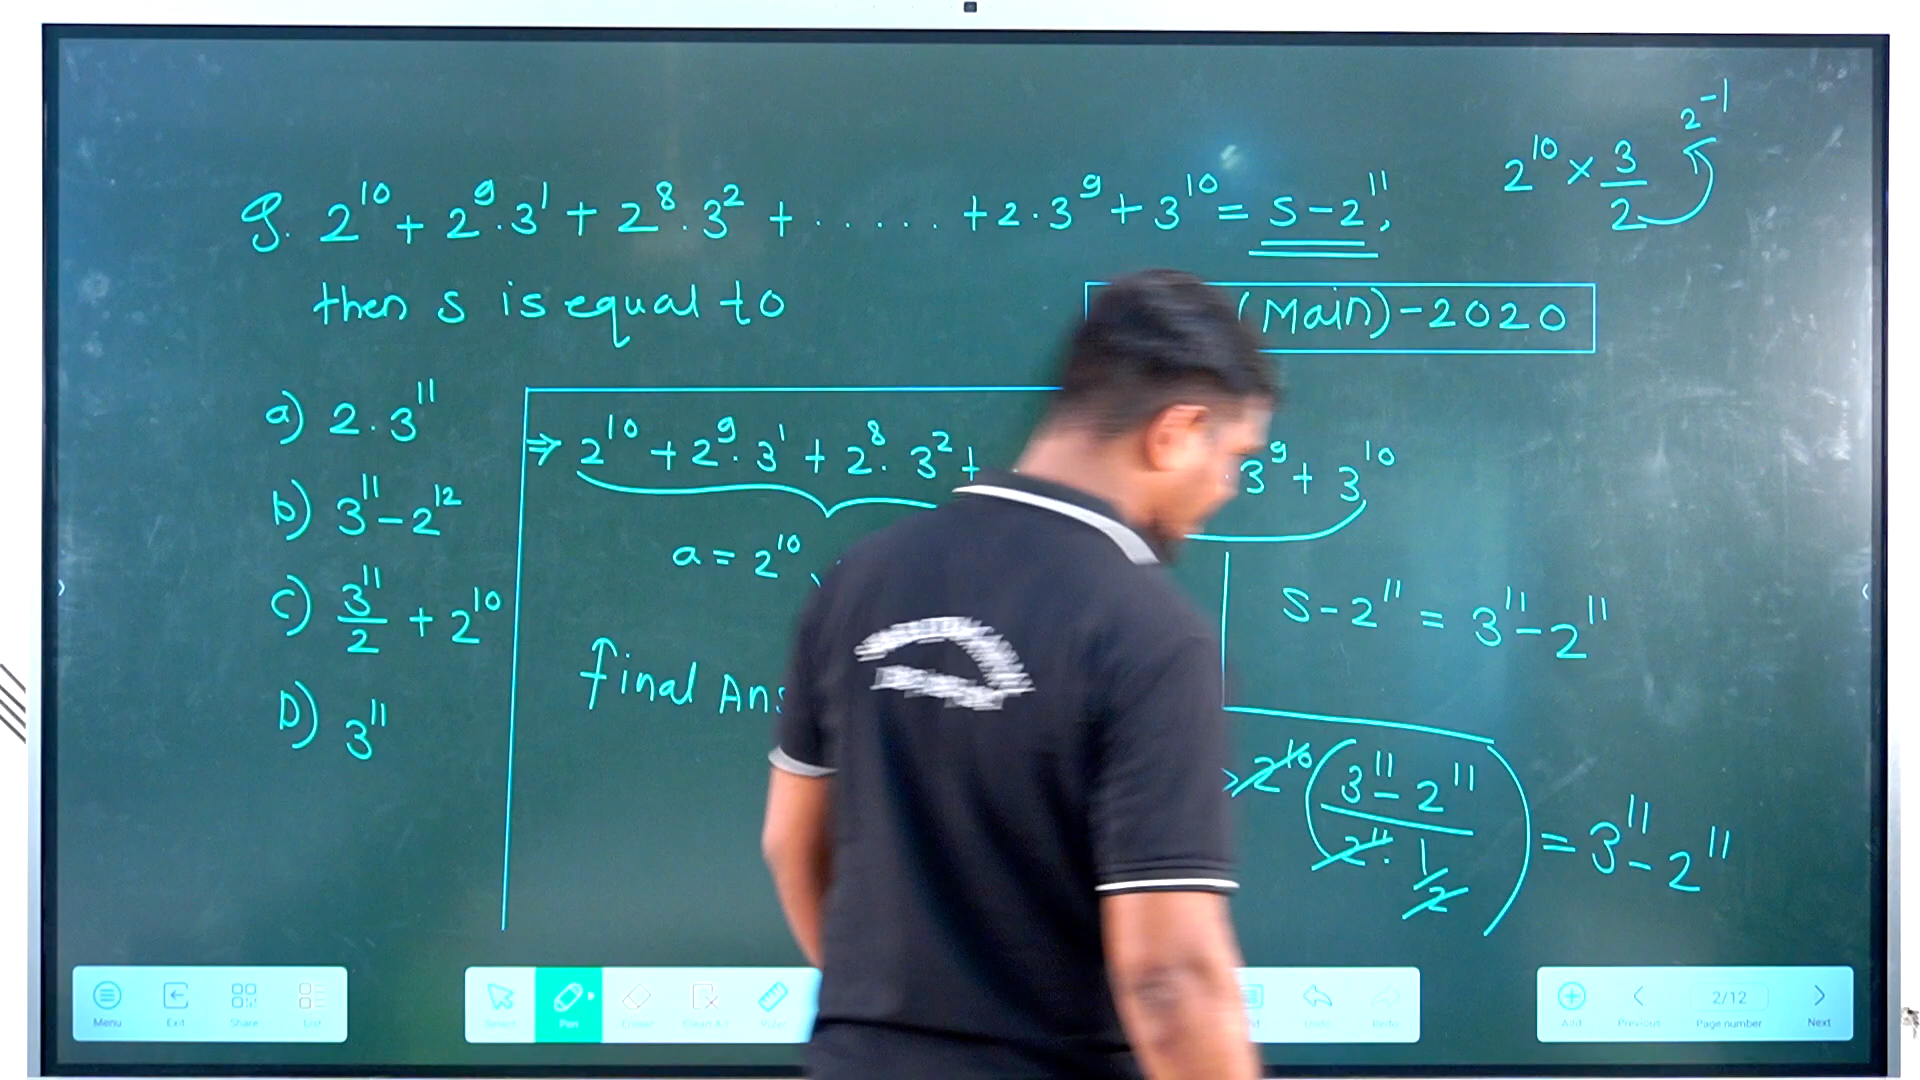 Q. 2^10 + 2^9.3^1 + 2^8.3^2 + ...... + 2.3^9 + 3^10 = S-2^11,
2^10 × 3/2 2^-1
then S is equal to
(Main)-2020
a) 2.3^11
b) 3^11-2^12
c) 3^11/2 + 2^10
D) 3^11
⇒ 2^10 + 2^9.3^1 + 2^8.3^2 + 3^9 + 3^10
a = 2^10,
S-2^11 = 3^11-2^11
final Ans
2^10 (3^11-2^11 / 2^11.1/2) = 3^11-2^11
Menu Exit Share List
Select Pen Eraser Clean All Ruler
Undo Redo
Add Previous 2/12 Page number Next